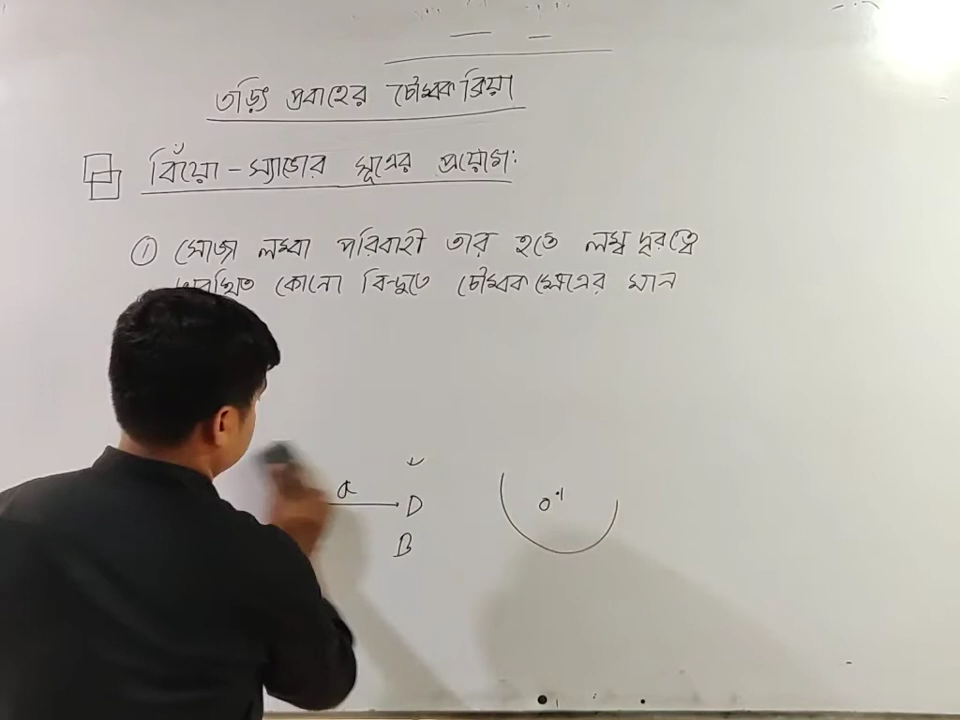 তড়িৎ প্রবাহের চৌম্বক ক্রিয়া
বিঁয়ো - স্যাভোর সূত্রের প্রয়োগ:
① সোজা লম্বা পরিবাহী তার হতে লম্ব দূরত্বে
অবস্থিত কোনো বিন্দুতে চৌম্বক ক্ষেত্রের মান
a
D
B
O